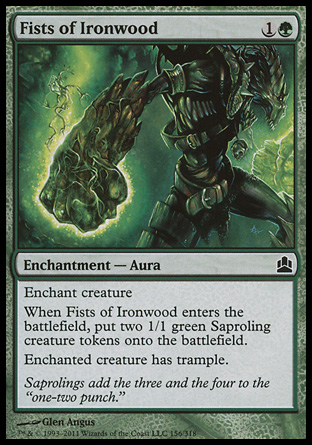 Fists of Ironwood 1
Enchantment — Aura
Enchant creature
When Fists of Ironwood enters the
battlefield, put two 1/1 green Saproling
creature tokens onto the battlefield.
Enchanted creature has trample.
Saprolings add the three and the four to the
“one-two punch.”
Glen Angus
™ & © 1993–2011 Wizards of the Coast LLC 156/318